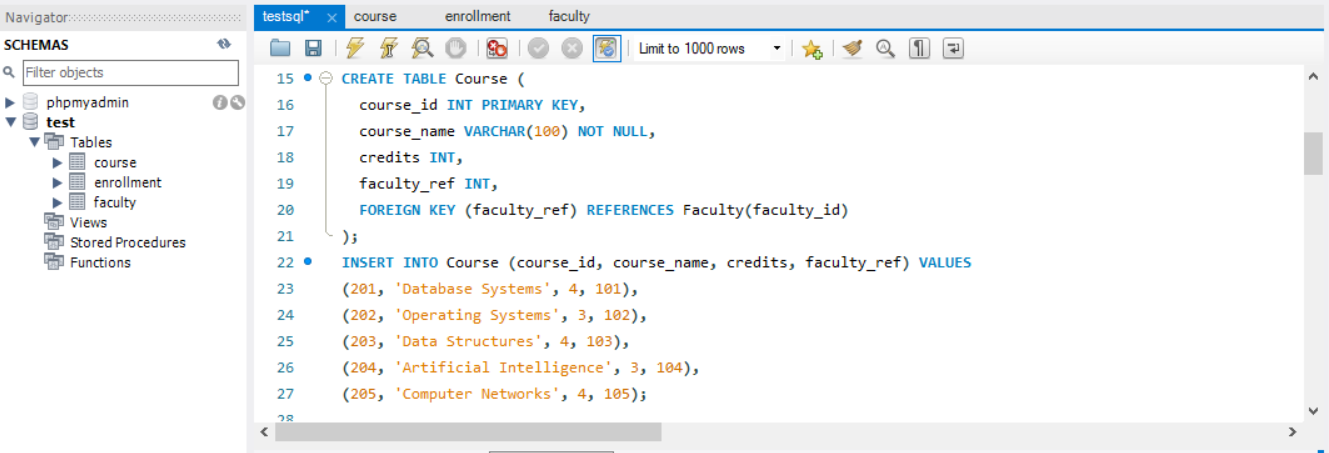 Navigator
SCHEMAS
Filter objects
phpmyadmin
test
Tables
course
enrollment
faculty
Views
Stored Procedures
Functions
testsql* × course enrollment faculty
Limit to 1000 rows
15 CREATE TABLE Course (
16 course_id INT PRIMARY KEY,
17 course_name VARCHAR(100) NOT NULL,
18 credits INT,
19 faculty_ref INT,
20 FOREIGN KEY (faculty_ref) REFERENCES Faculty(faculty_id)
21 );
22 INSERT INTO Course (course_id, course_name, credits, faculty_ref) VALUES
23 (201, 'Database Systems', 4, 101),
24 (202, 'Operating Systems', 3, 102),
25 (203, 'Data Structures', 4, 103),
26 (204, 'Artificial Intelligence', 3, 104),
27 (205, 'Computer Networks', 4, 105);
28